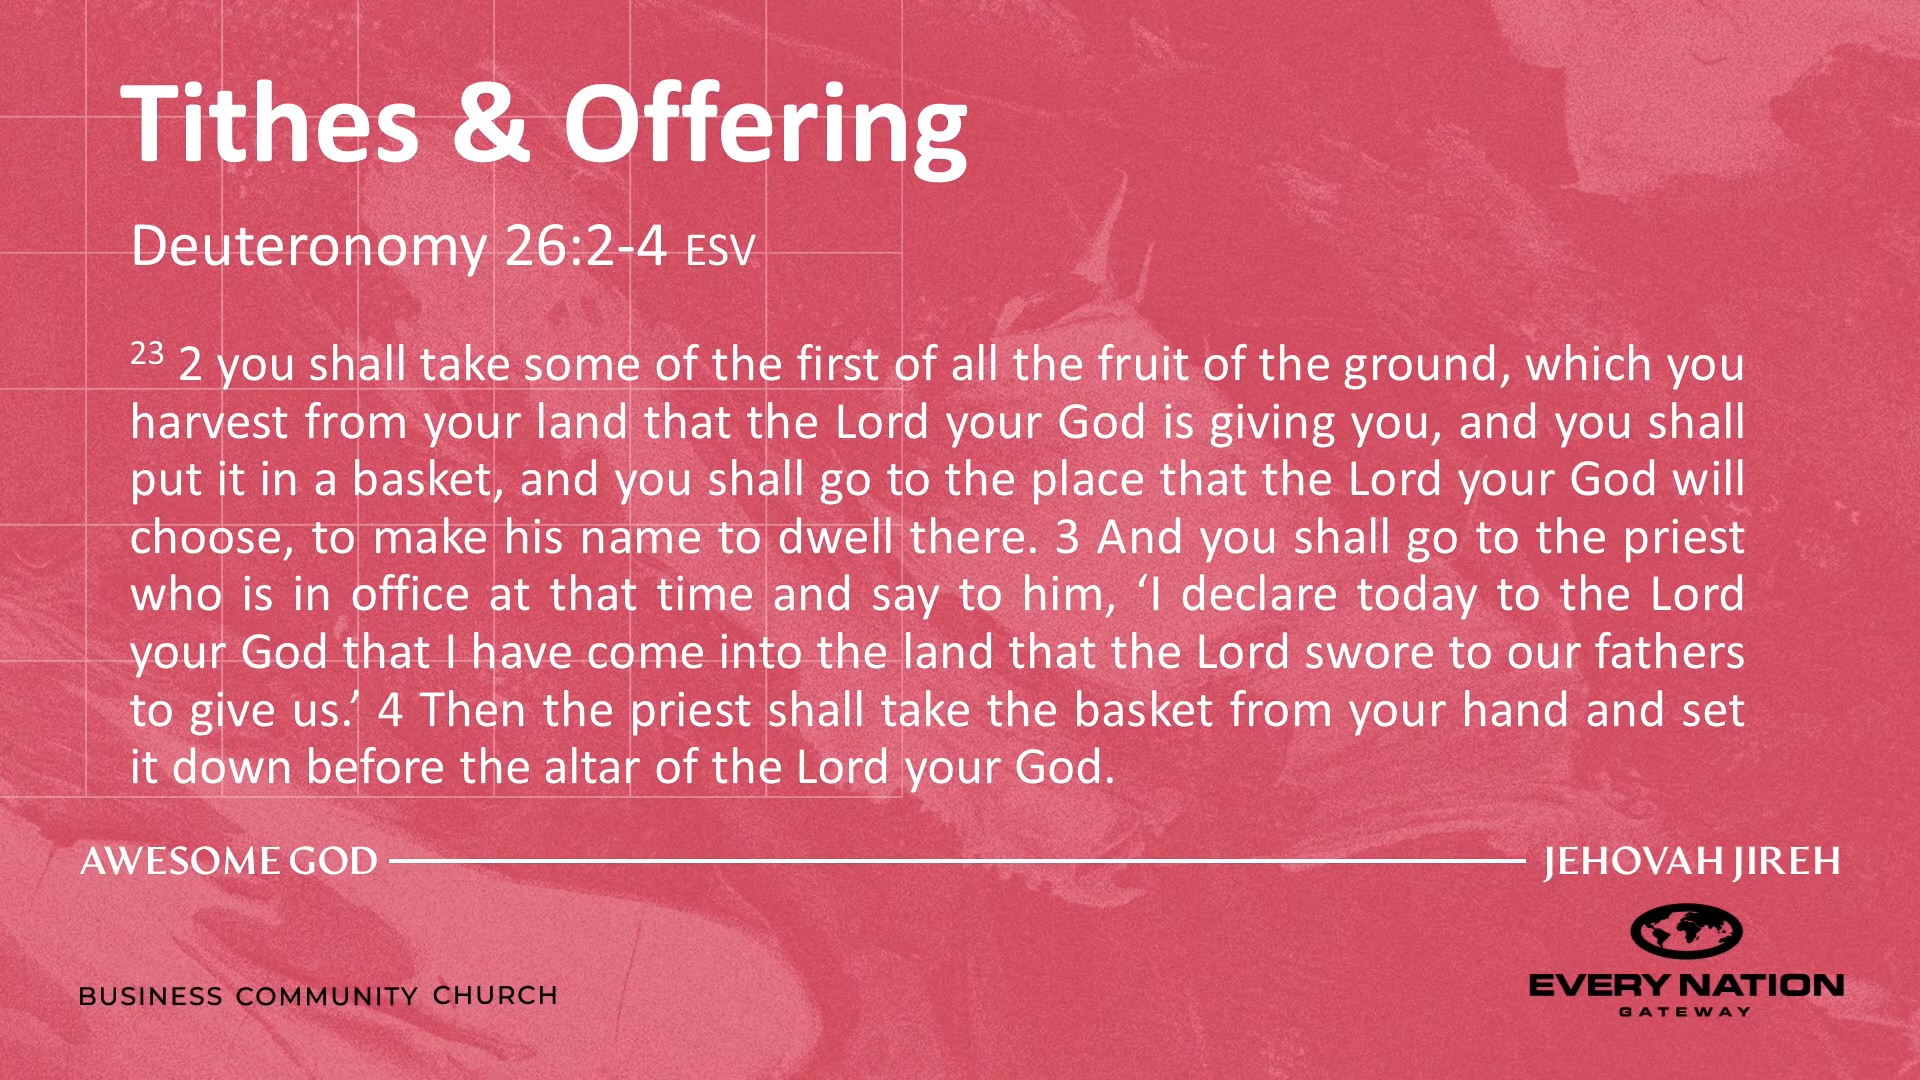 Tithes & Offering
Deuteronomy 26:2-4 ESV
23 2 you shall take some of the first of all the fruit of the ground, which you
harvest from your land that the Lord your God is giving you, and you shall
put it in a basket, and you shall go to the place that the Lord your God will
choose, to make his name to dwell there. 3 And you shall go to the priest
who is in office at that time and say to him, ‘I declare today to the Lord
your God that I have come into the land that the Lord swore to our fathers
to give us.’ 4 Then the priest shall take the basket from your hand and set
it down before the altar of the Lord your God.
AWESOME GOD
JEHOVAH JIREH
BUSINESS COMMUNITY CHURCH
EVERY NATION
GATEWAY